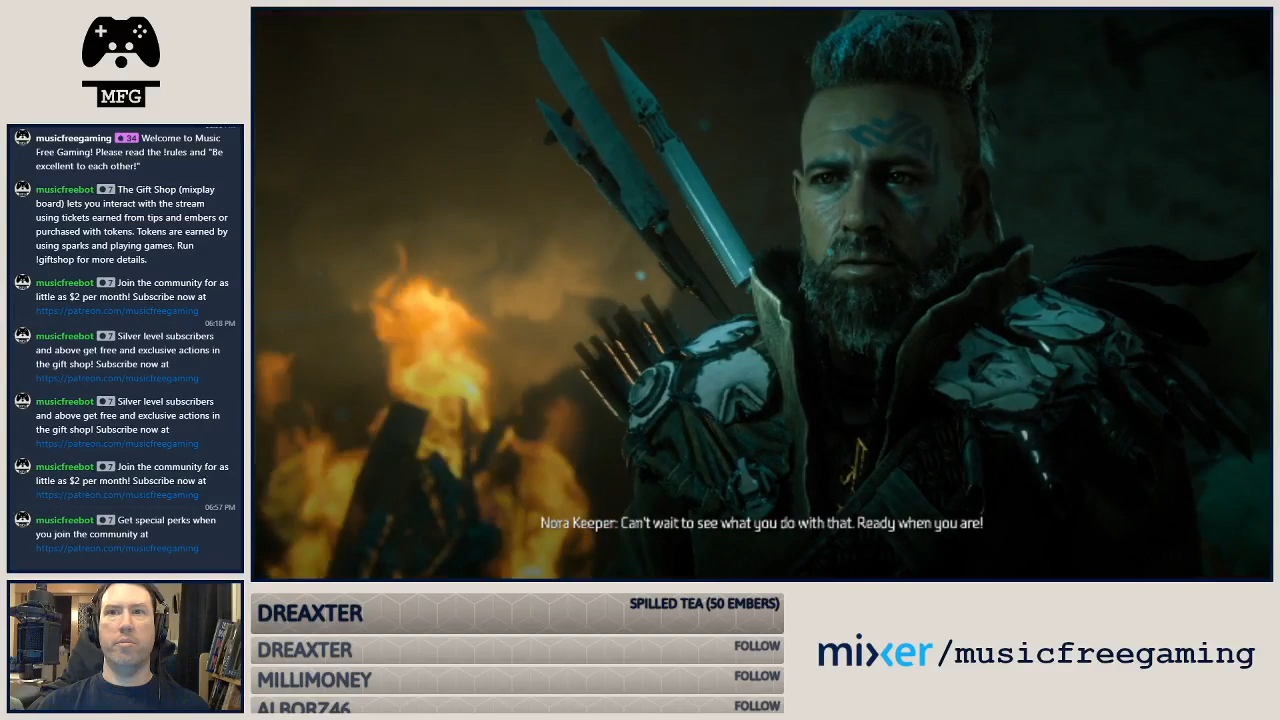 MFG
musicfreegaming 34 Welcome to Music
Free Gaming! Please read the !rules and "Be
excellent to each other!"
musicfreebot 7 The Gift Shop (mixplay
board) lets you interact with the stream
using tickets earned from tips and embers or
purchased with tokens. Tokens are earned by
using sparks and playing games. Run
!giftshop for more details.
musicfreebot 7 Join the community for as
little as $2 per month! Subscribe now at
https://patreon.com/musicfreegaming
06:18 PM
musicfreebot 7 Silver level subscribers
and above get free and exclusive actions in
the gift shop! Subscribe now at
https://patreon.com/musicfreegaming
musicfreebot 7 Silver level subscribers
and above get free and exclusive actions in
the gift shop! Subscribe now at
https://patreon.com/musicfreegaming
musicfreebot 7 Join the community for as
little as $2 per month! Subscribe now at
https://patreon.com/musicfreegaming
06:57 PM
musicfreebot 7 Get special perks when
you join the community at
https://patreon.com/musicfreegaming
Nora Keeper: Can't wait to see what you do with that. Ready when you are!
DREAXTER SPILLED TEA (50 EMBERS)
DREAXTER FOLLOW
MILLIMONEY FOLLOW
ALBORZ46 FOLLOW
mixer/musicfreegaming